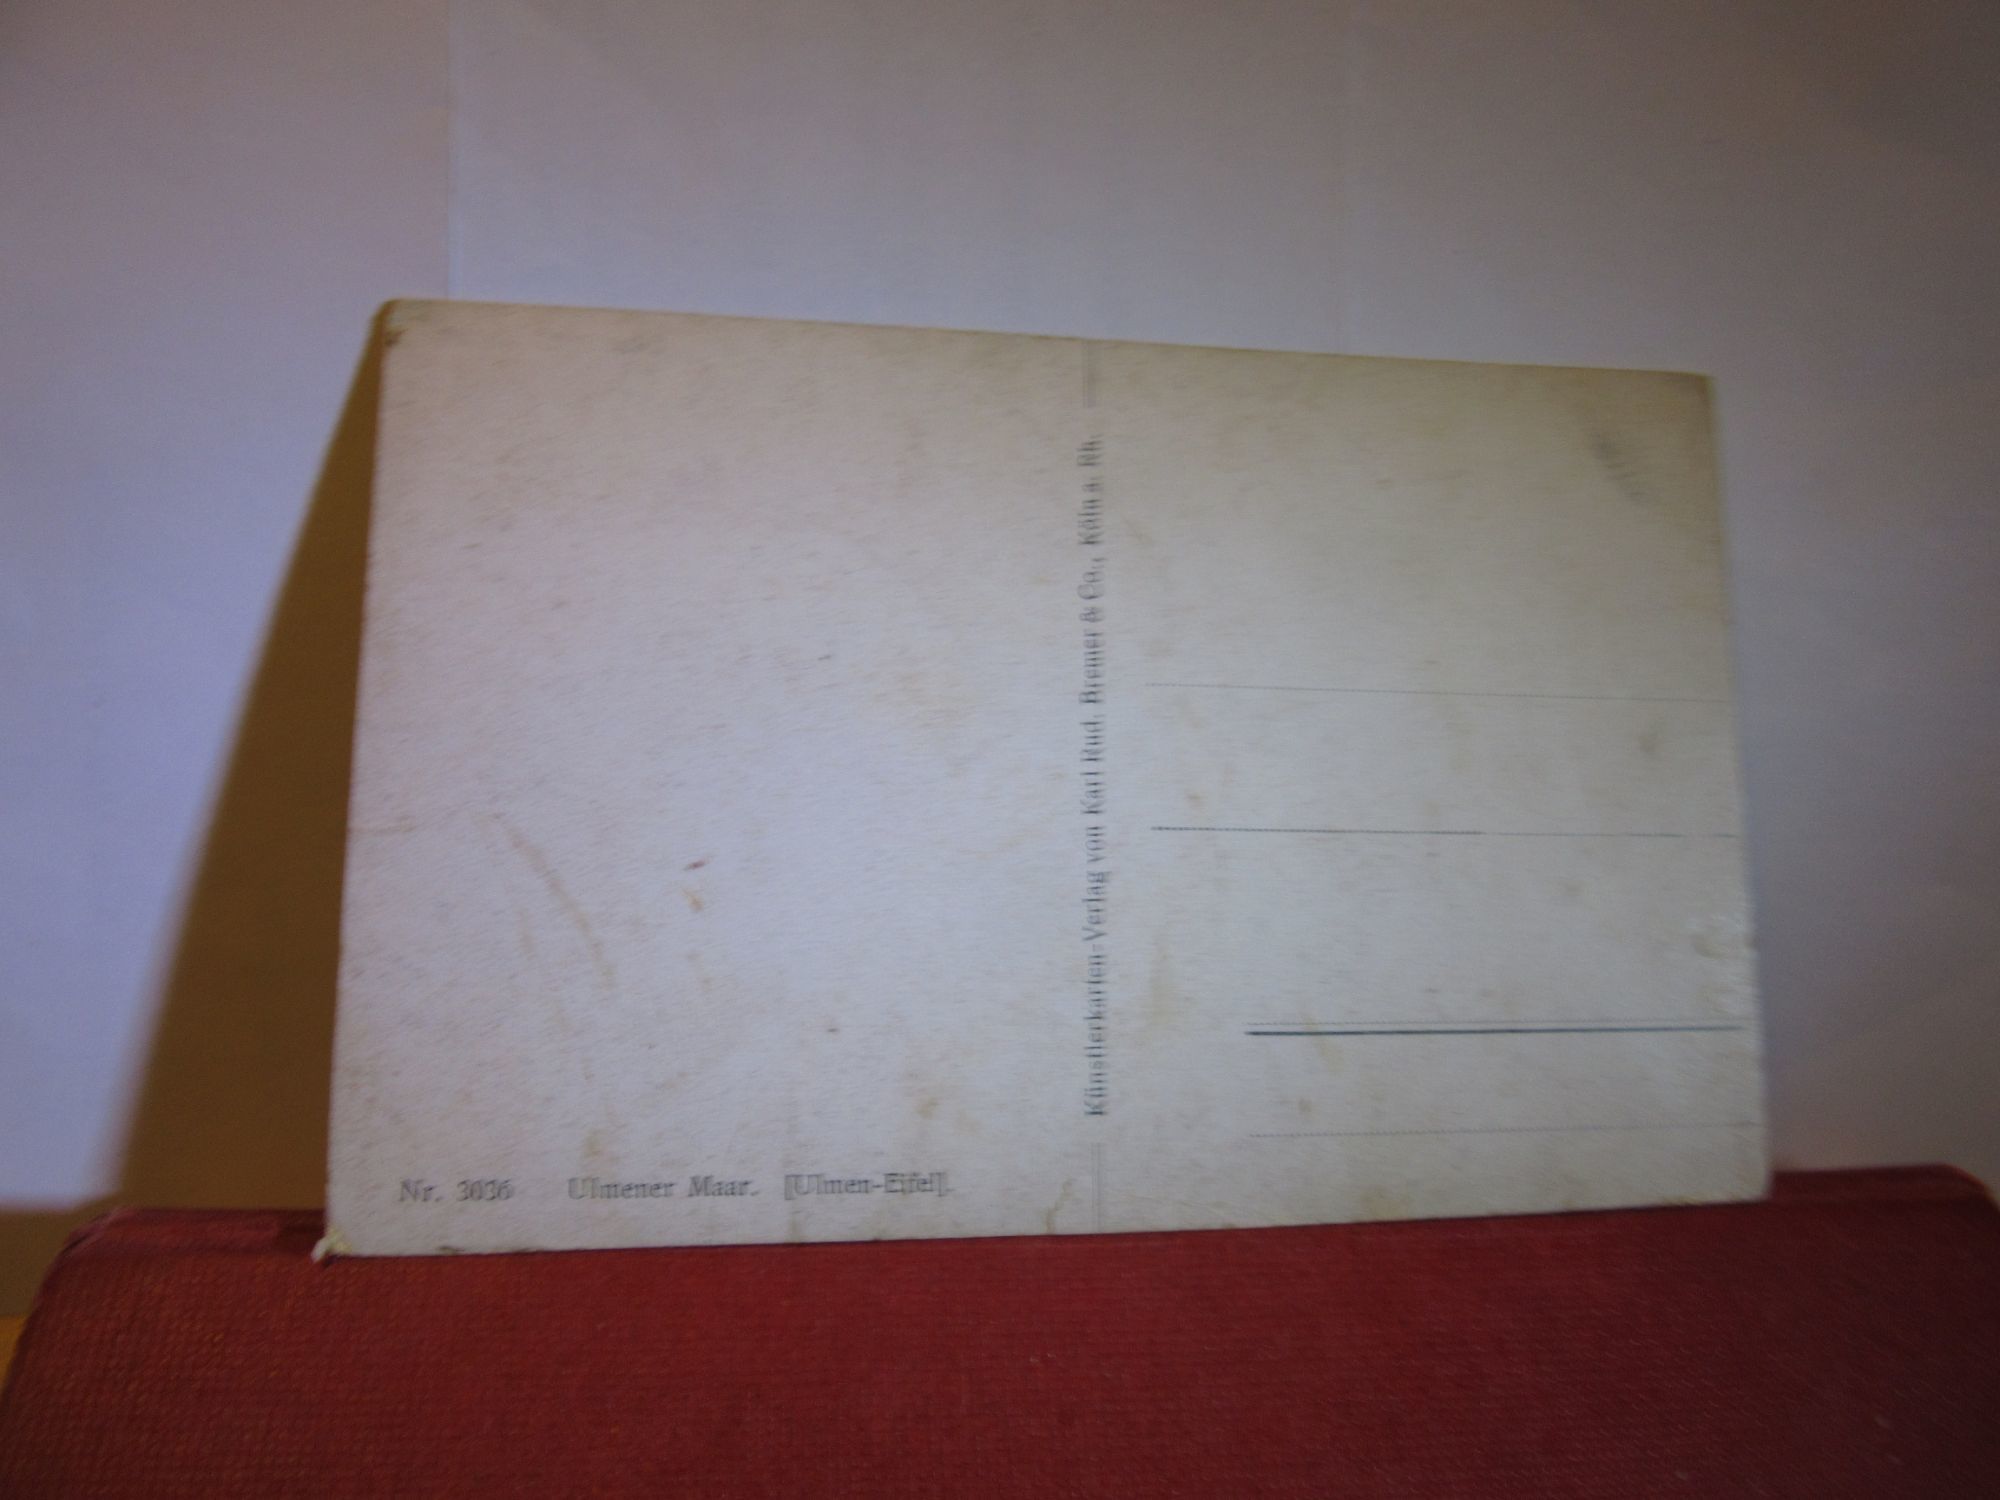 Künstlerkarten-Verlag von Karl Rud. Bremer & Co., Köln a. Rh.
Nr. 3036 Ulmener Maar. [Ulmen-Eifel].